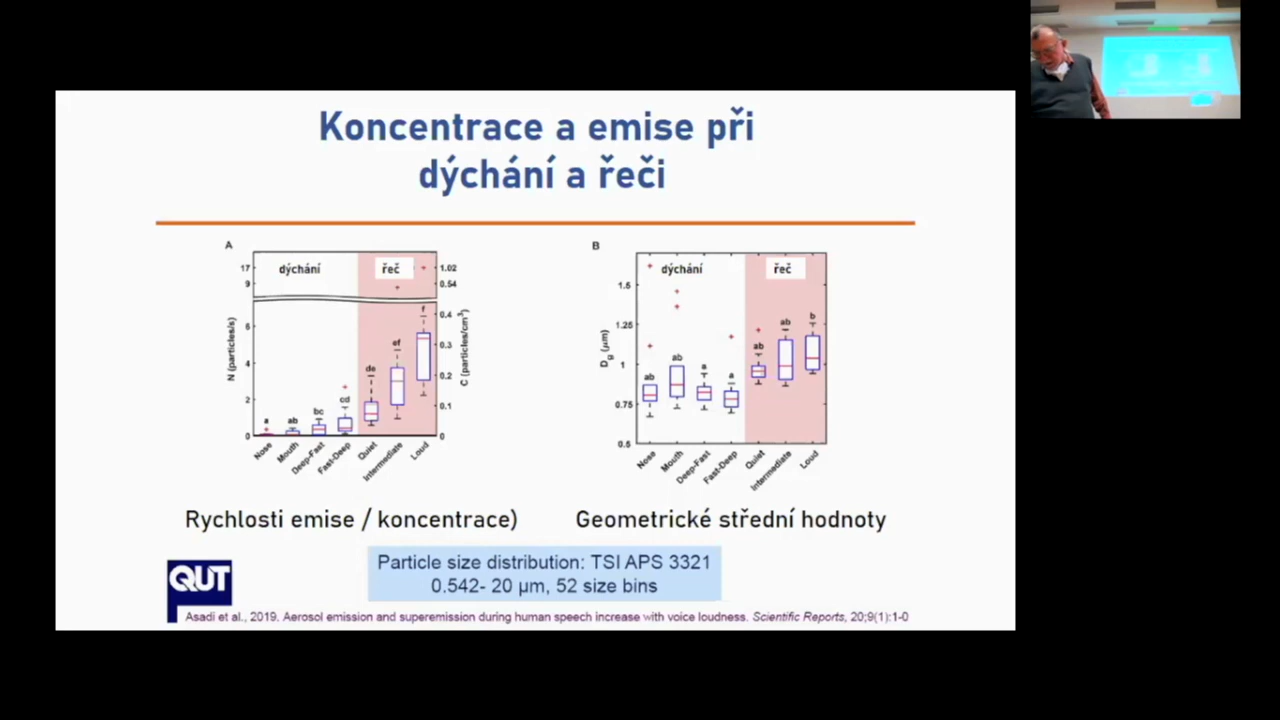 Koncentrace a emise při
dýchání a řeči
A
dýchání
řeč
17
9
6
4
2
0
1.02
0.54
0.4
0.3
0.2
0.1
0
N (particles/s)
C (particles/cm³)
a
ab
bc
cd
de
ef
f
Nose
Mouth
Deep-Fast
Fast-Deep
Quiet
Intermediate
Loud
B
dýchání
řeč
1.5
1.25
1
0.75
0.5
Dg (µm)
ab
ab
a
a
ab
ab
b
Nose
Mouth
Deep-Fast
Fast-Deep
Quiet
Intermediate
Loud
Rychlosti emise / koncentrace)
Geometrické střední hodnoty
Particle size distribution: TSI APS 3321
0.542- 20 µm, 52 size bins
QUT
Asadi et al., 2019. Aerosol emission and superemission during human speech increase with voice loudness. Scientific Reports, 20;9(1):1-0